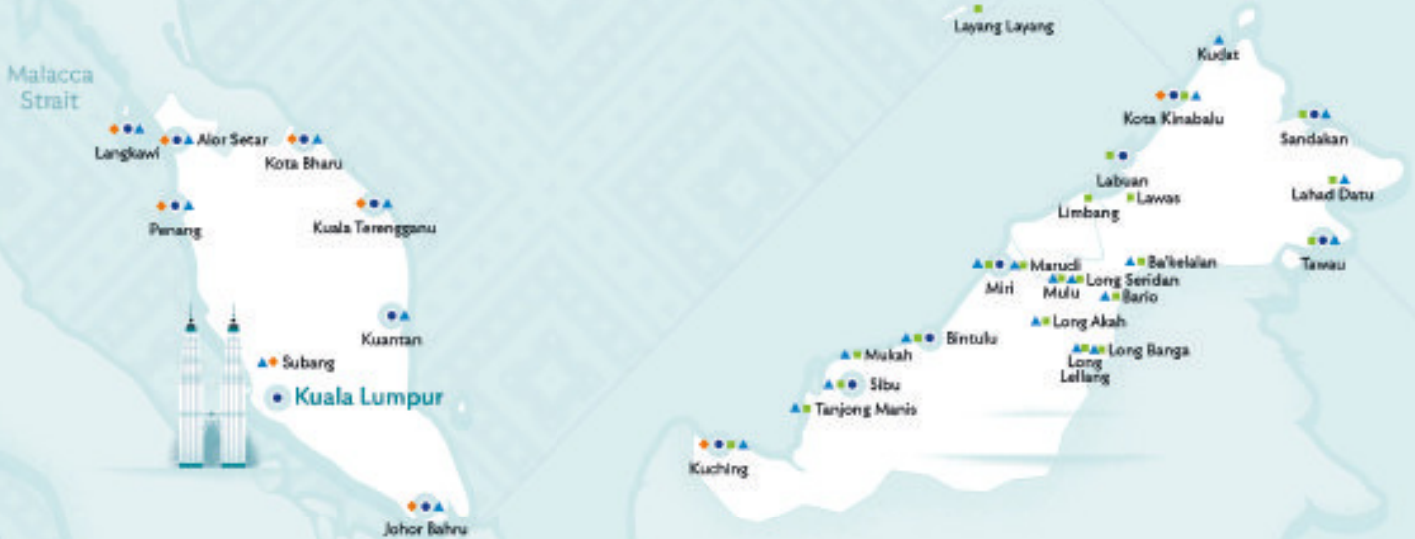 Layang Layang
Kudat
Malacca
Strait
Kota Kinabalu
Langkawi
Alor Setar
Kota Bharu
Sandakan
Labuan
Lawas
Lahad Datu
Limbang
Penang
Kuala Terengganu
Miri
Marudi
Ba'kelalan
Tawau
Mulu
Long Seridan
Bario
Kuantan
Long Akah
Bintulu
Subang
Mukah
Long
Lellang
Long Banga
Kuala Lumpur
Sibu
Tanjong Manis
Kuching
Johor Bahru